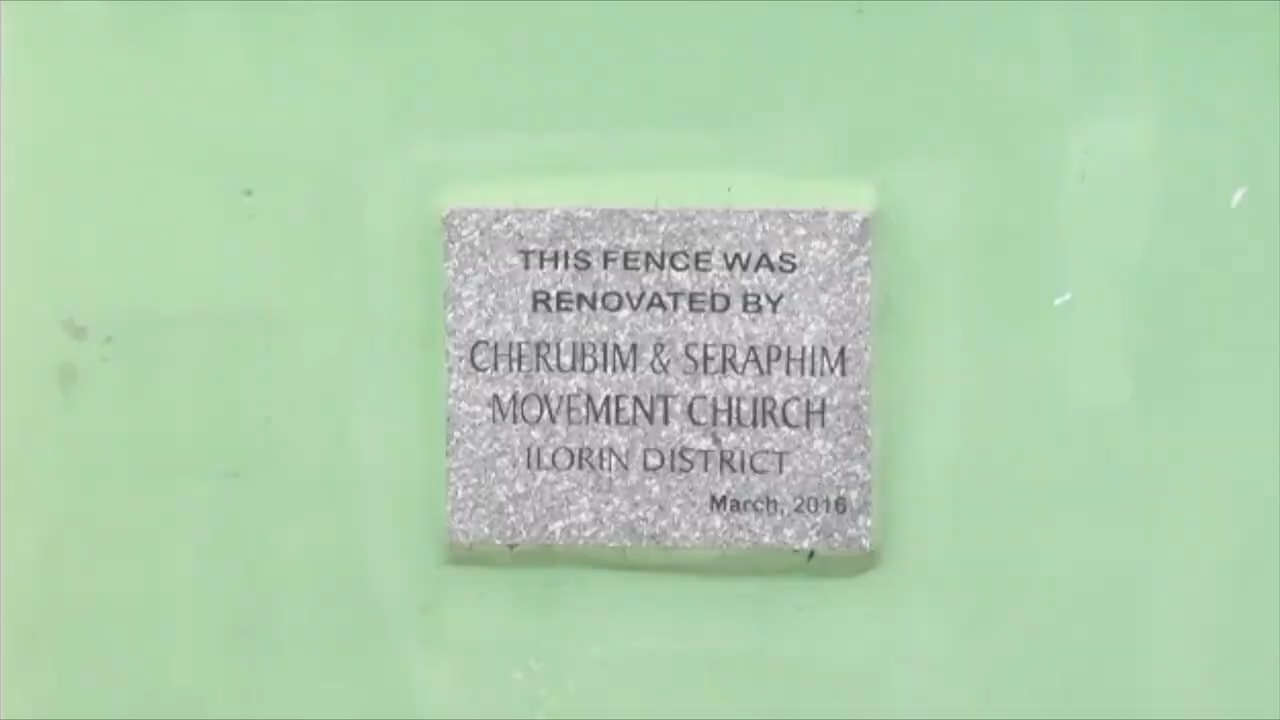 THIS FENCE WAS
RENOVATED BY
CHERUBIM & SERAPHIM
MOVEMENT CHURCH
ILORIN DISTRICT
March, 2016